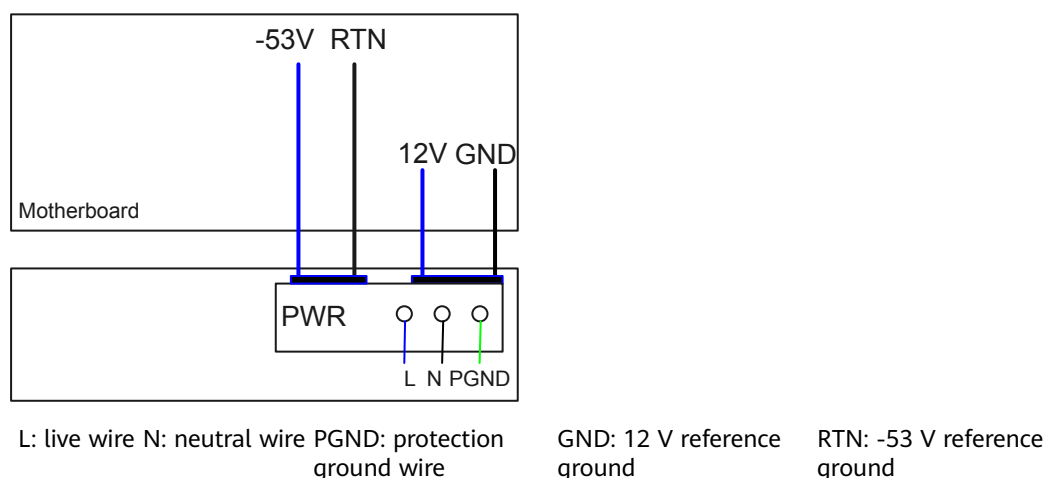 -53V RTN
12V GND
Motherboard
PWR
L N PGND
L: live wire N: neutral wire PGND: protection ground wire
GND: 12 V reference ground
RTN: -53 V reference ground